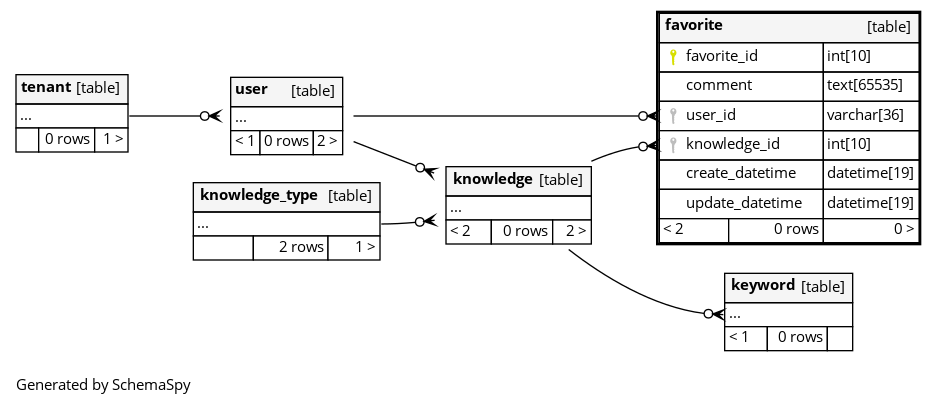 favorite [table]
favorite_id int[10]
comment text[65535]
user_id varchar[36]
knowledge_id int[10]
create_datetime datetime[19]
update_datetime datetime[19]
< 2 0 rows 0 >
tenant [table]
...
0 rows 1 >
user [table]
...
< 1 0 rows 2 >
knowledge [table]
...
< 2 0 rows 2 >
knowledge_type [table]
...
2 rows 1 >
keyword [table]
...
< 1 0 rows
Generated by SchemaSpy